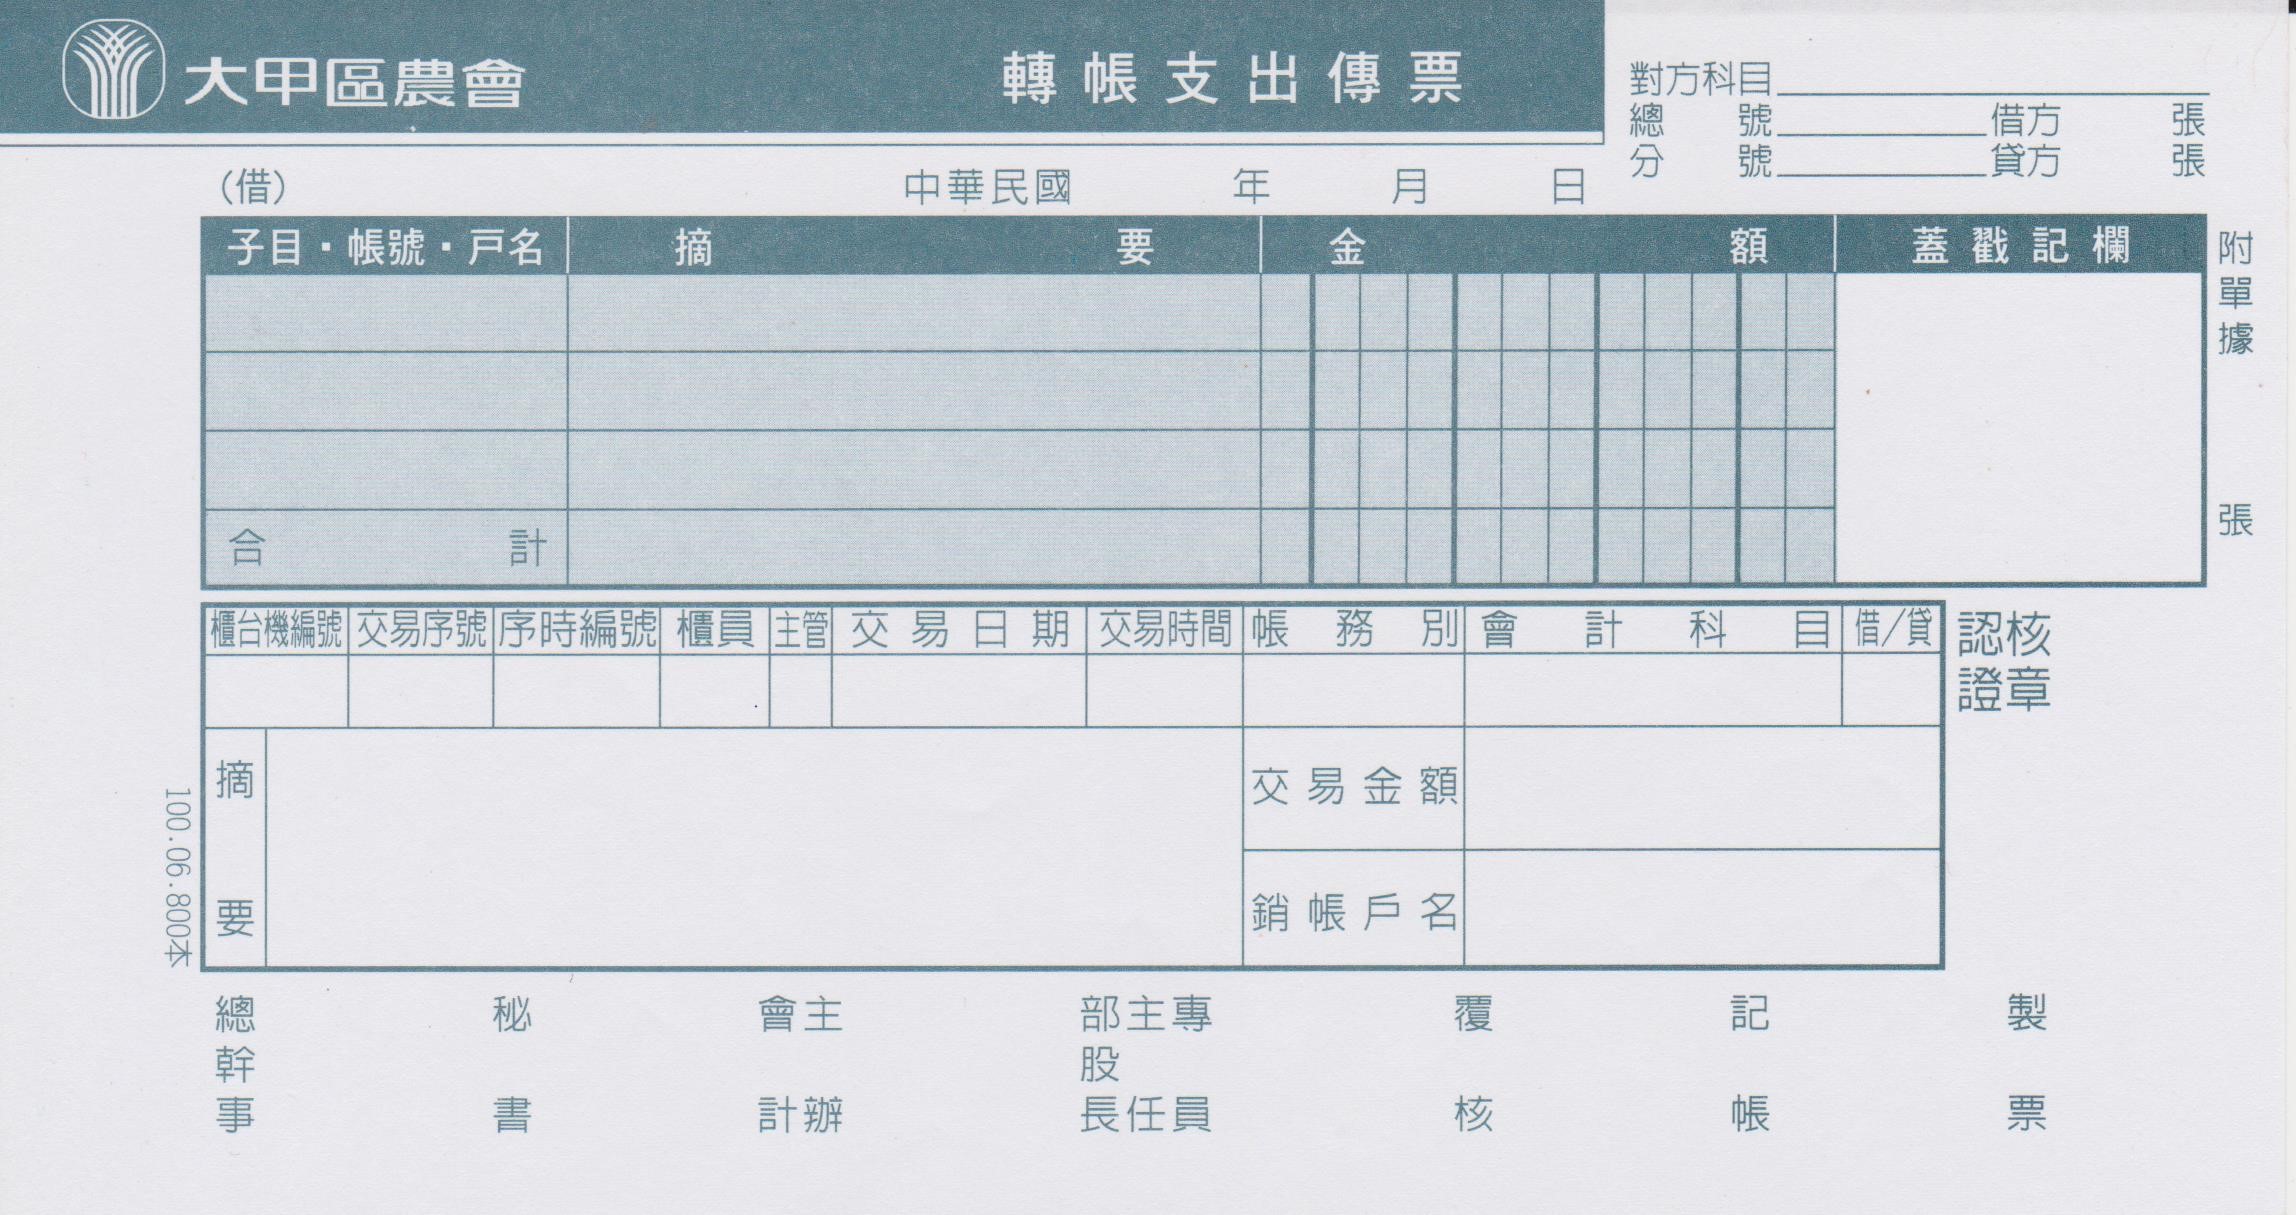 大甲區農會
轉帳支出傳票
對方科目
總號 借方 張
分號 貸方 張
(借)
中華民國 年 月 日
子目・帳號・戶名 摘要 金額 蓋戳記欄
附單據 張
合計
櫃台機編號 交易序號 序時編號 櫃員 主管 交易日期 交易時間 帳務別 會計科目 借/貸
認證
核章
摘要
交易金額
銷帳戶名
100.06.800本
總幹事 秘書 會計 主辦 部股長 主任 專員 覆核 記帳 製票